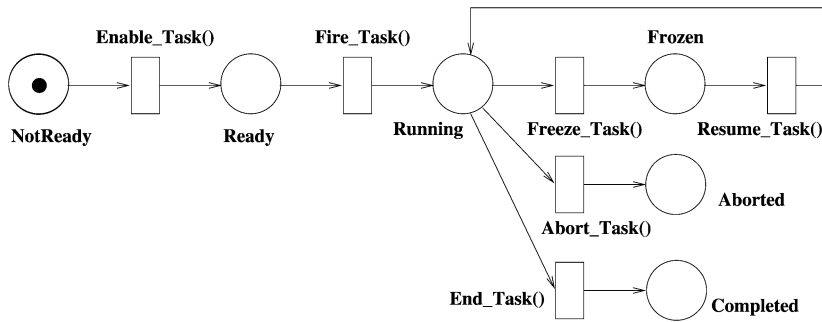 Enable_Task()
Fire_Task()
Frozen
NotReady
Ready
Running
Freeze_Task()
Resume_Task()
Aborted
Abort_Task()
End_Task()
Completed